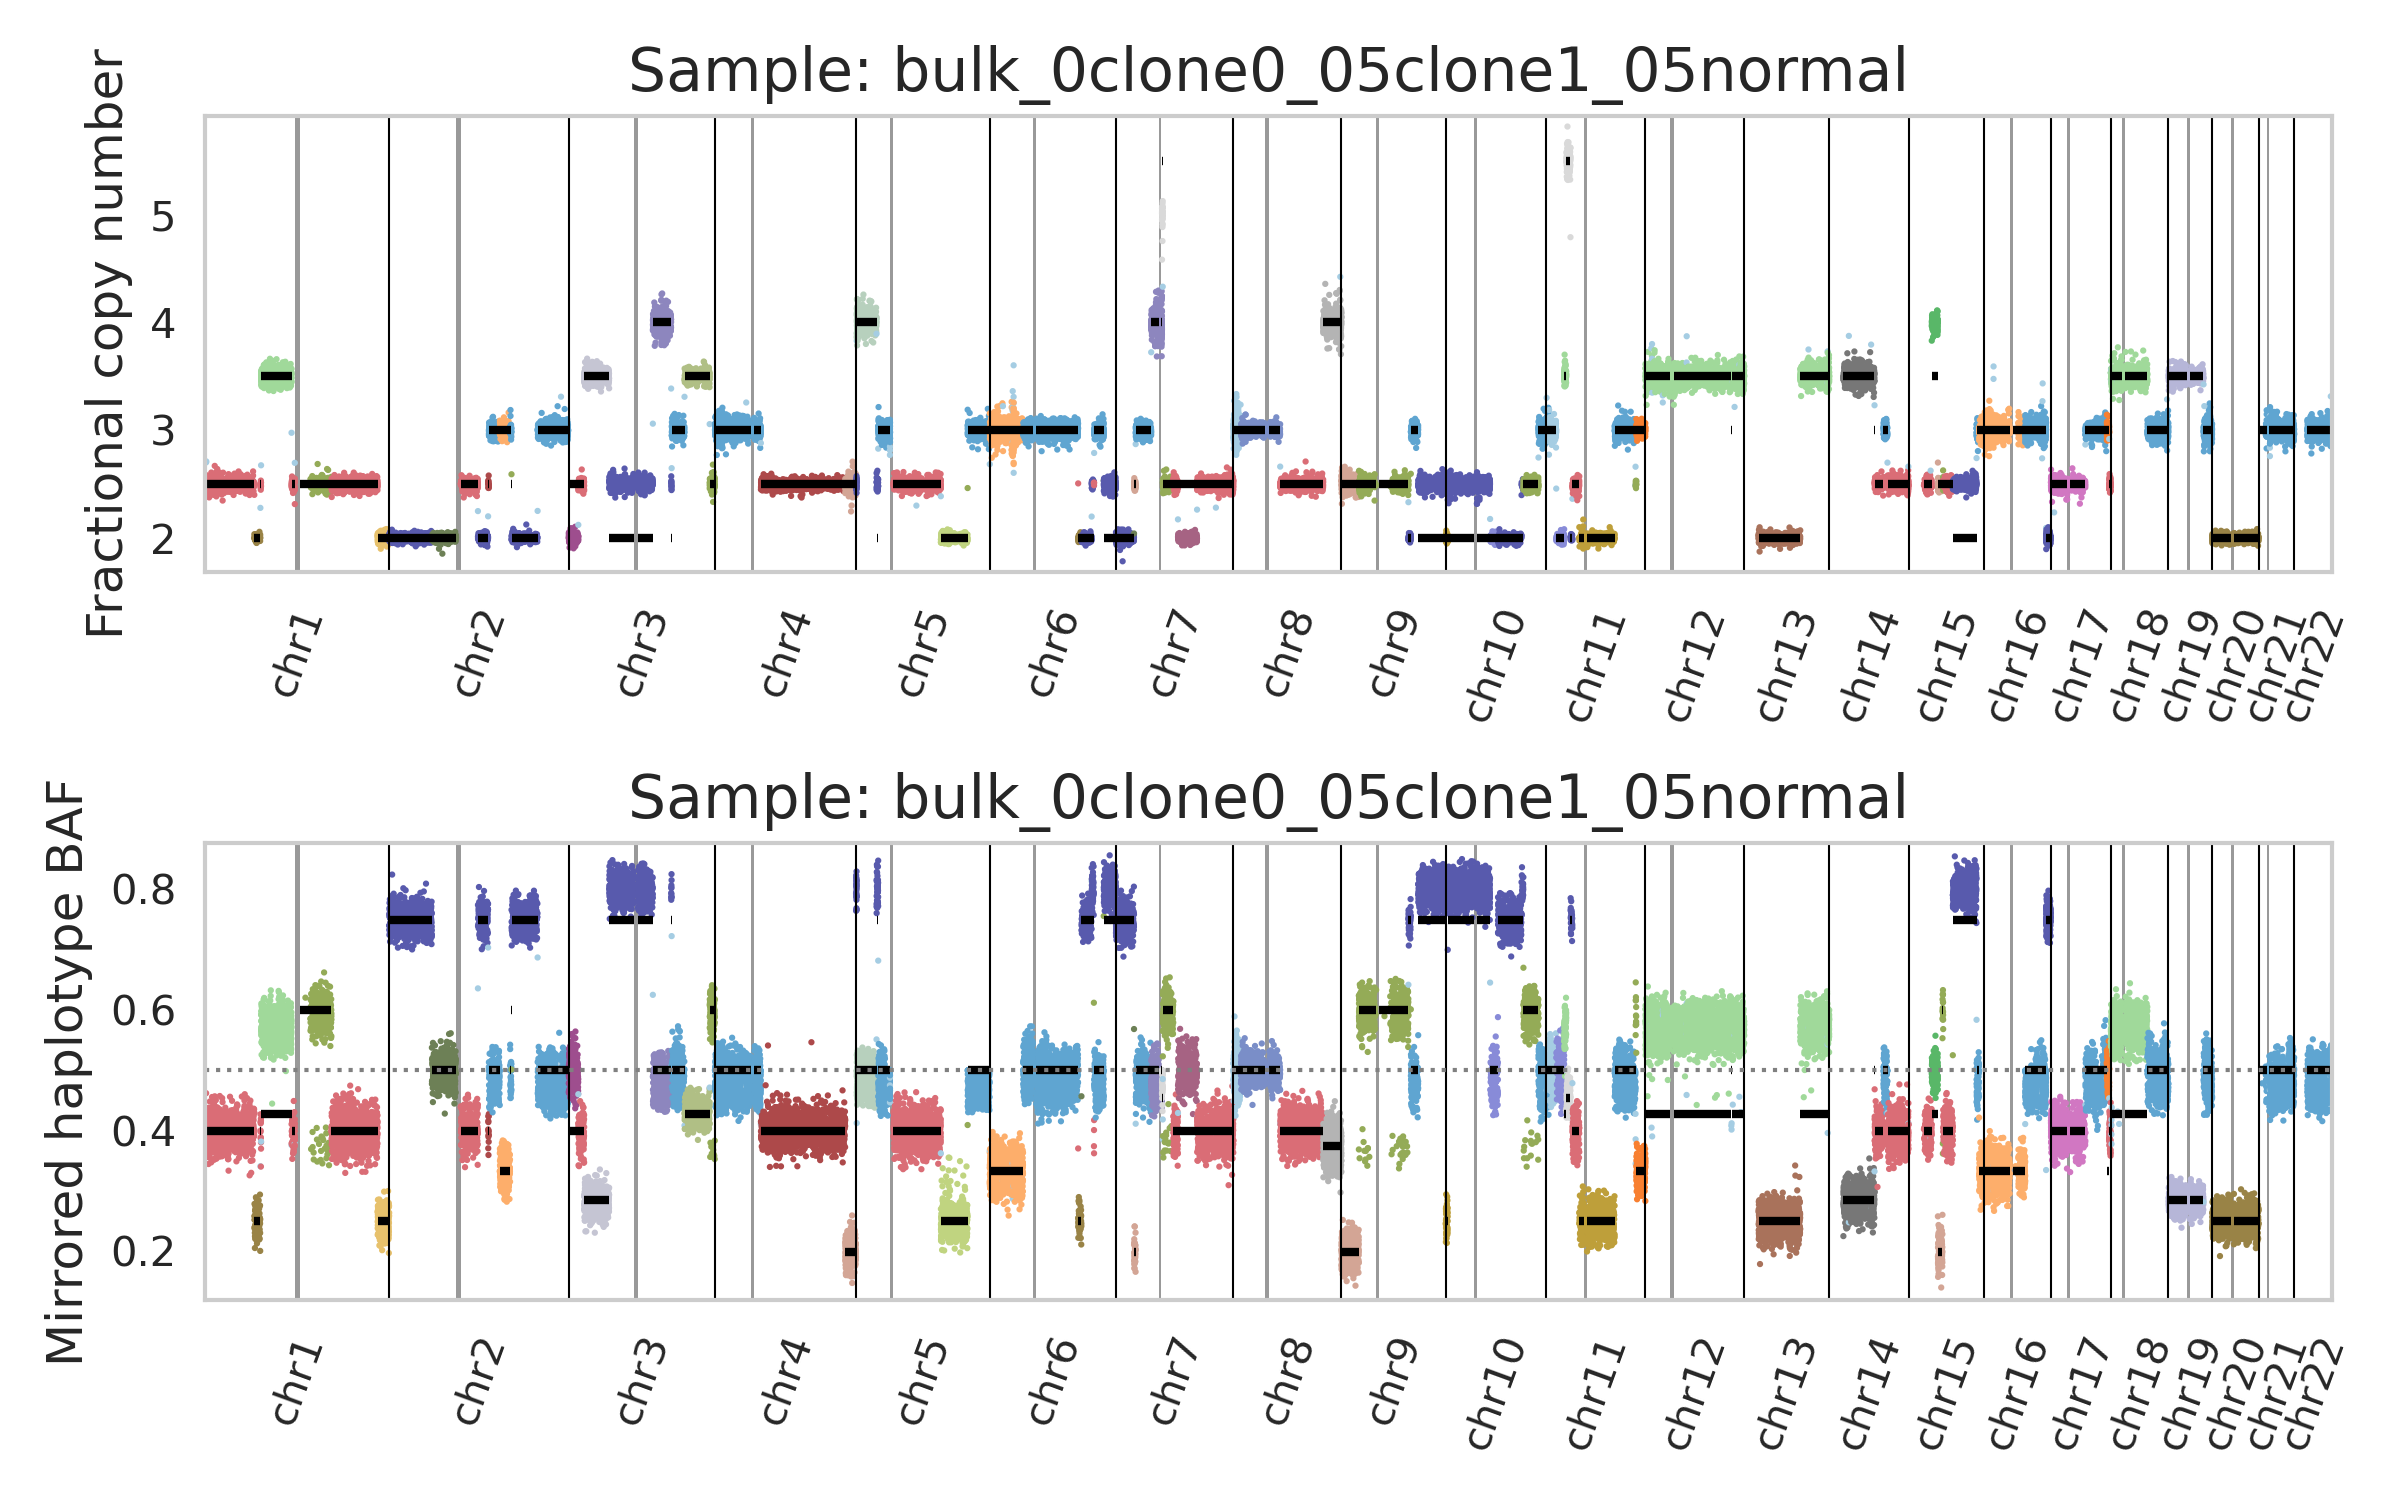 Sample: bulk_0clone0_05clone1_05normal
Fractional copy number
5
4
3
2
chr1
chr2
chr3
chr4
chr5
chr6
chr7
chr8
chr9
chr10
chr11
chr12
chr13
chr14
chr15
chr16
chr17
chr18
chr19
chr20
chr21
chr22
Sample: bulk_0clone0_05clone1_05normal
Mirrored haplotype BAF
0.8
0.6
0.4
0.2
chr1
chr2
chr3
chr4
chr5
chr6
chr7
chr8
chr9
chr10
chr11
chr12
chr13
chr14
chr15
chr16
chr17
chr18
chr19
chr20
chr21
chr22